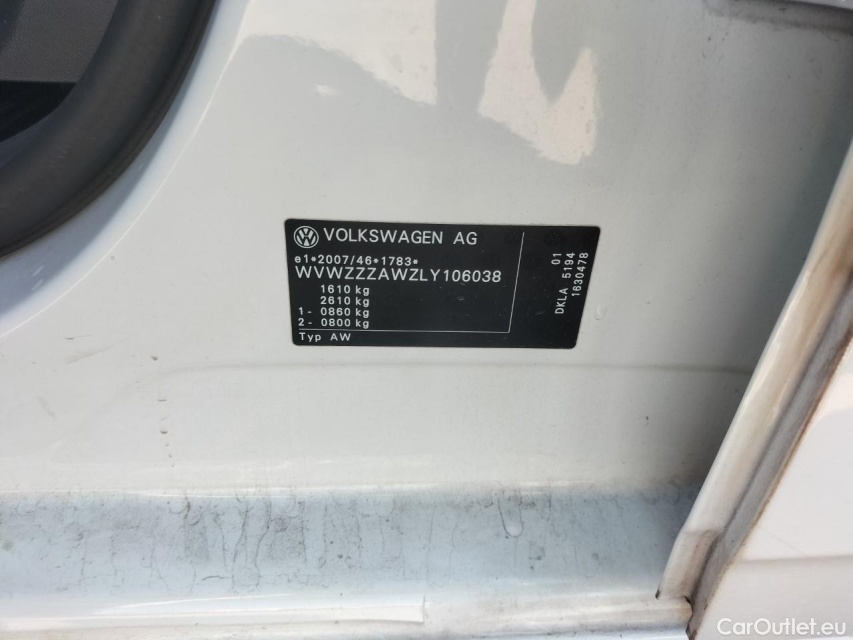 VOLKSWAGEN AG
e1*2007/46*1783*
WVWZZZAWZLY106038
1610 kg
2610 kg
1- 0860 kg
2- 0800 kg
Typ AW
01
DKLA 5194
1630478
CarOutlet.eu